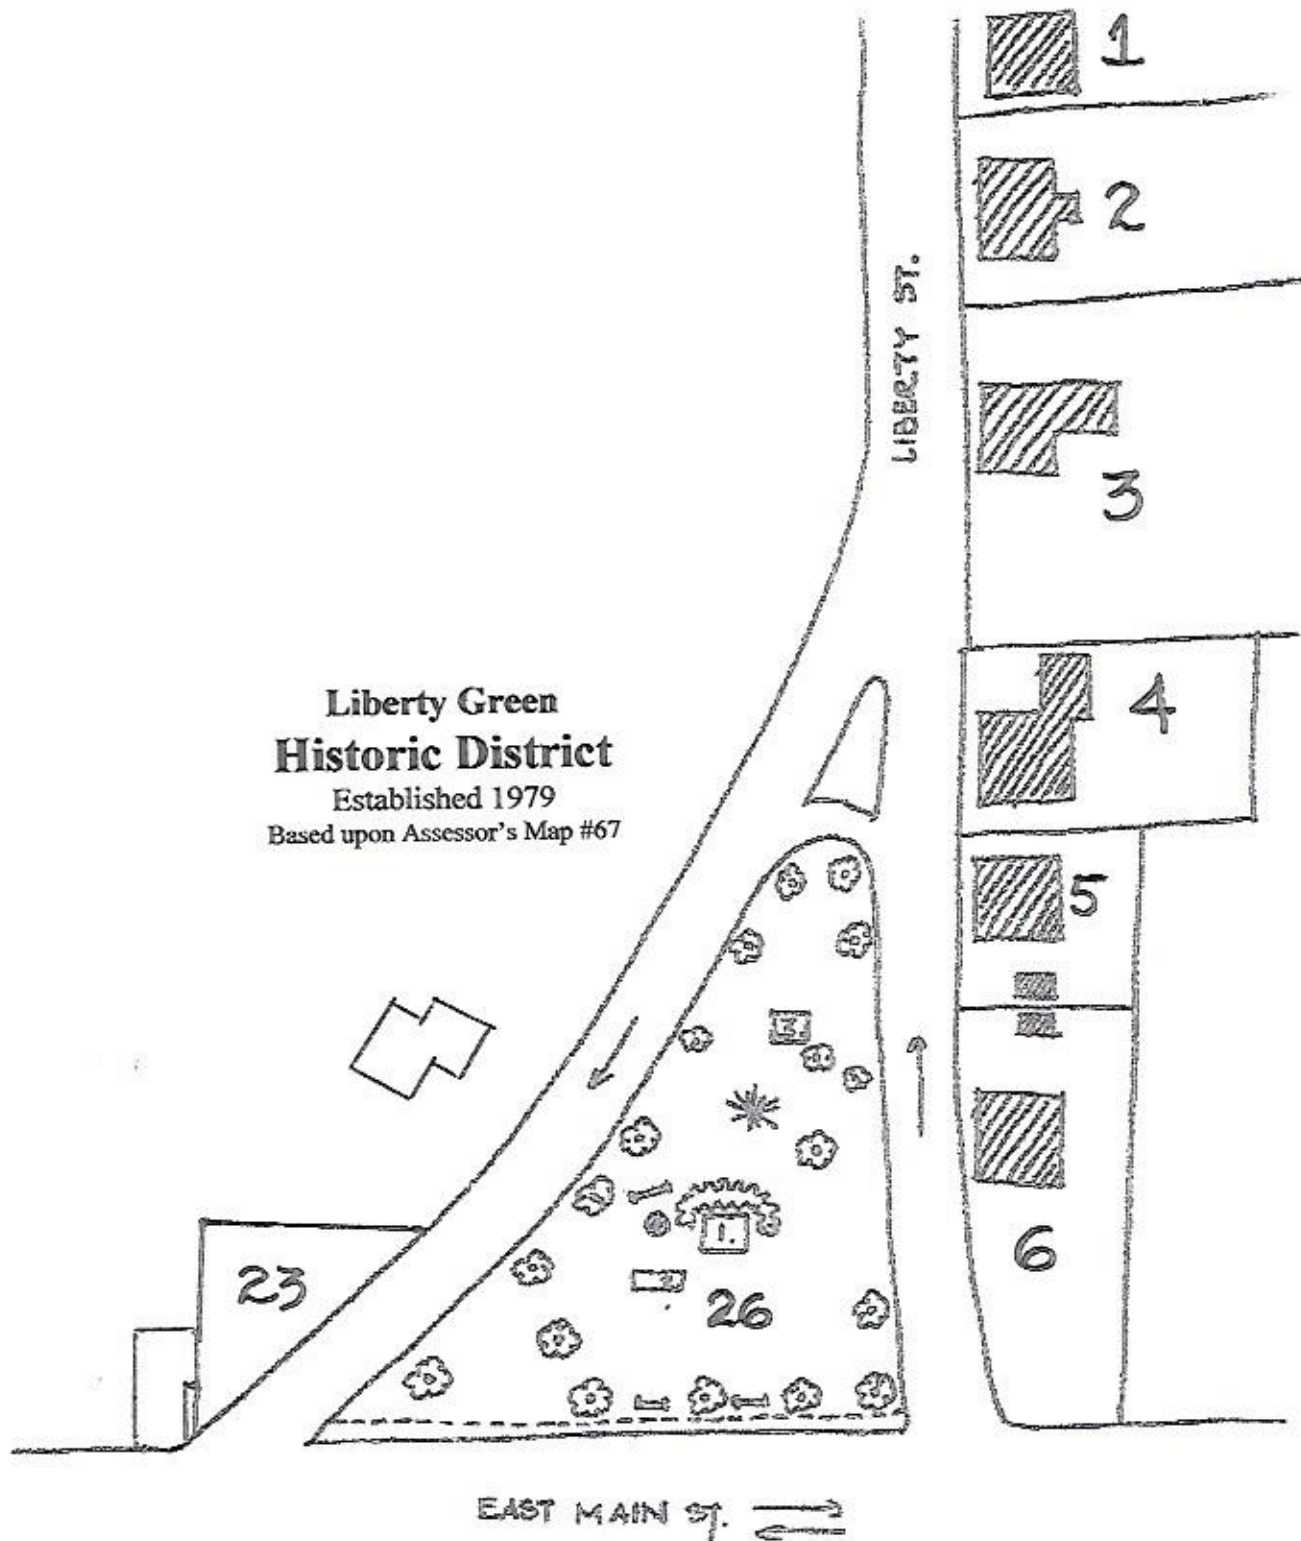 1
2
LIBERTY ST.
3
Liberty Green
Historic District
Established 1979
Based upon Assessor's Map #67
4
5
1.
6
23
26
EAST MAIN ST.